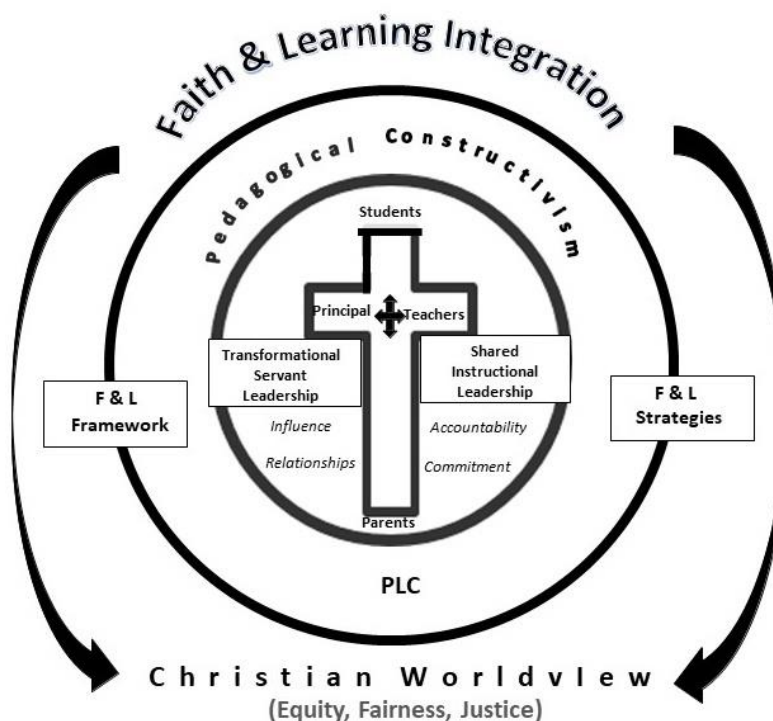 Faith & Learning Integration
Pedagogical Constructivism
Students
Principal
Teachers
Transformational
Servant
Leadership
Shared
Instructional
Leadership
F & L
Framework
F & L
Strategies
Influence
Accountability
Relationships
Commitment
Parents
PLC
Christian WorldvIew
(Equity, Fairness, Justice)